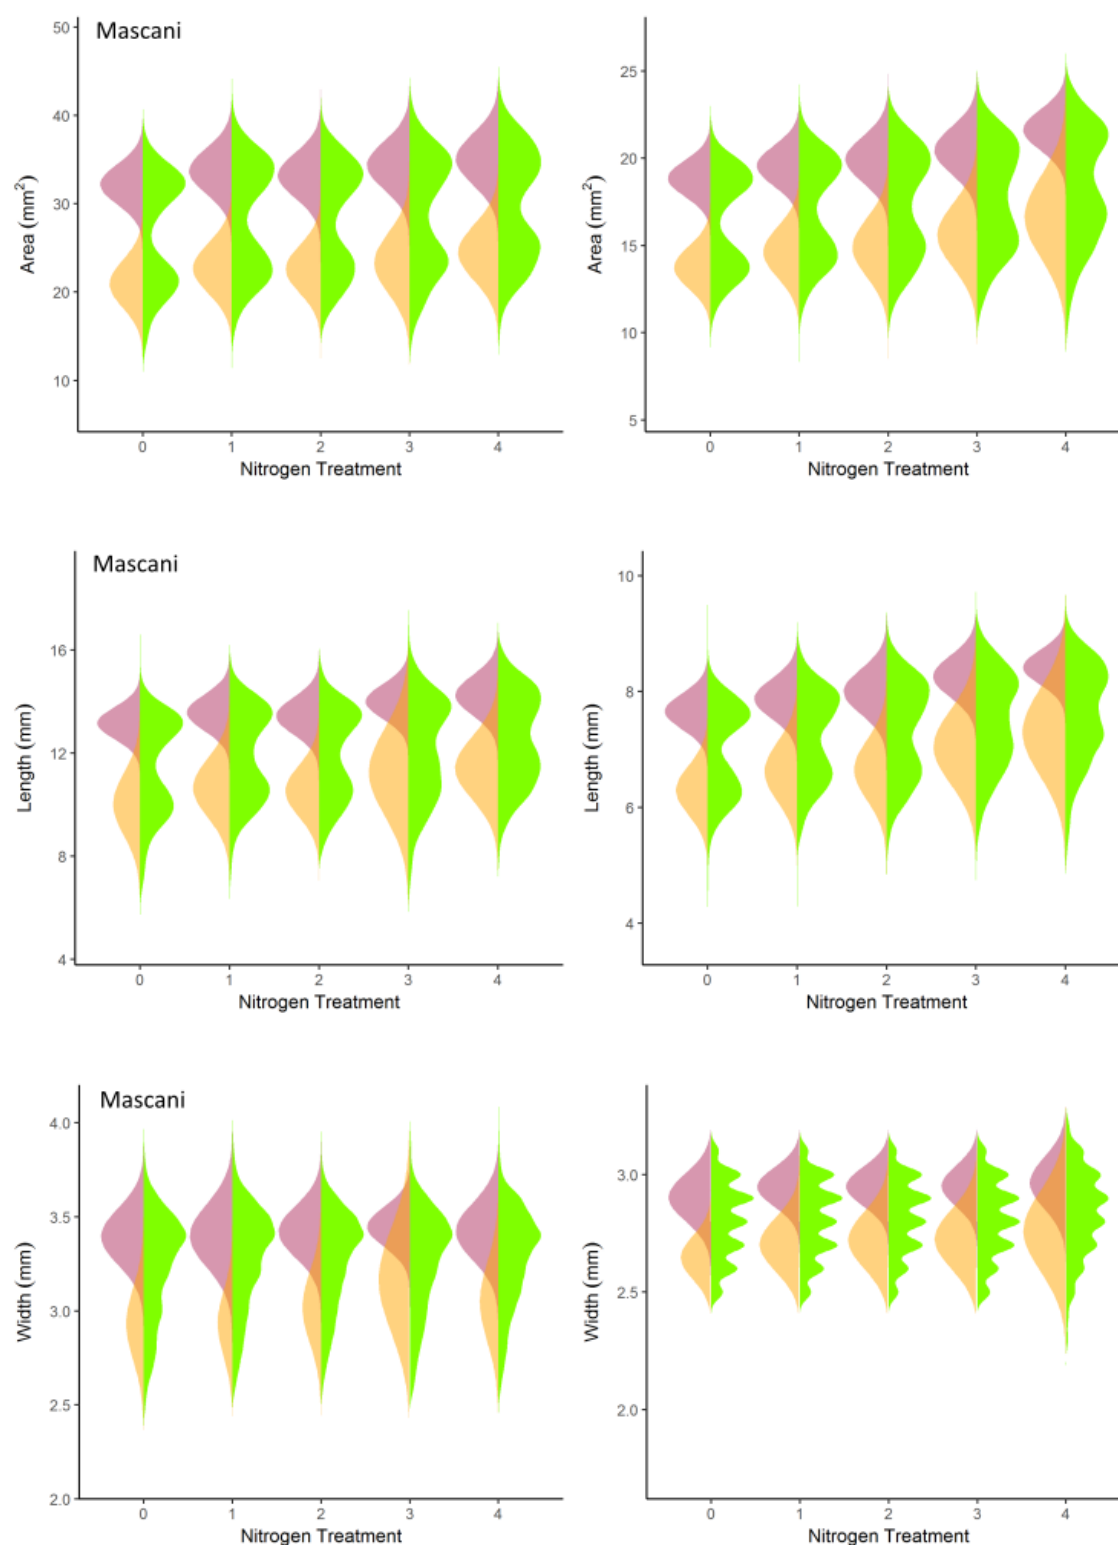 Mascani
50
40
30
20
10
Area (mm²)
0 1 2 3 4
Nitrogen Treatment
25
20
15
10
5
Area (mm²)
0 1 2 3 4
Nitrogen Treatment
Mascani
16
12
8
4
Length (mm)
0 1 2 3 4
Nitrogen Treatment
10
8
6
4
Length (mm)
0 1 2 3 4
Nitrogen Treatment
Mascani
4.0
3.5
3.0
2.5
2.0
Width (mm)
0 1 2 3 4
Nitrogen Treatment
3.0
2.5
2.0
Width (mm)
0 1 2 3 4
Nitrogen Treatment